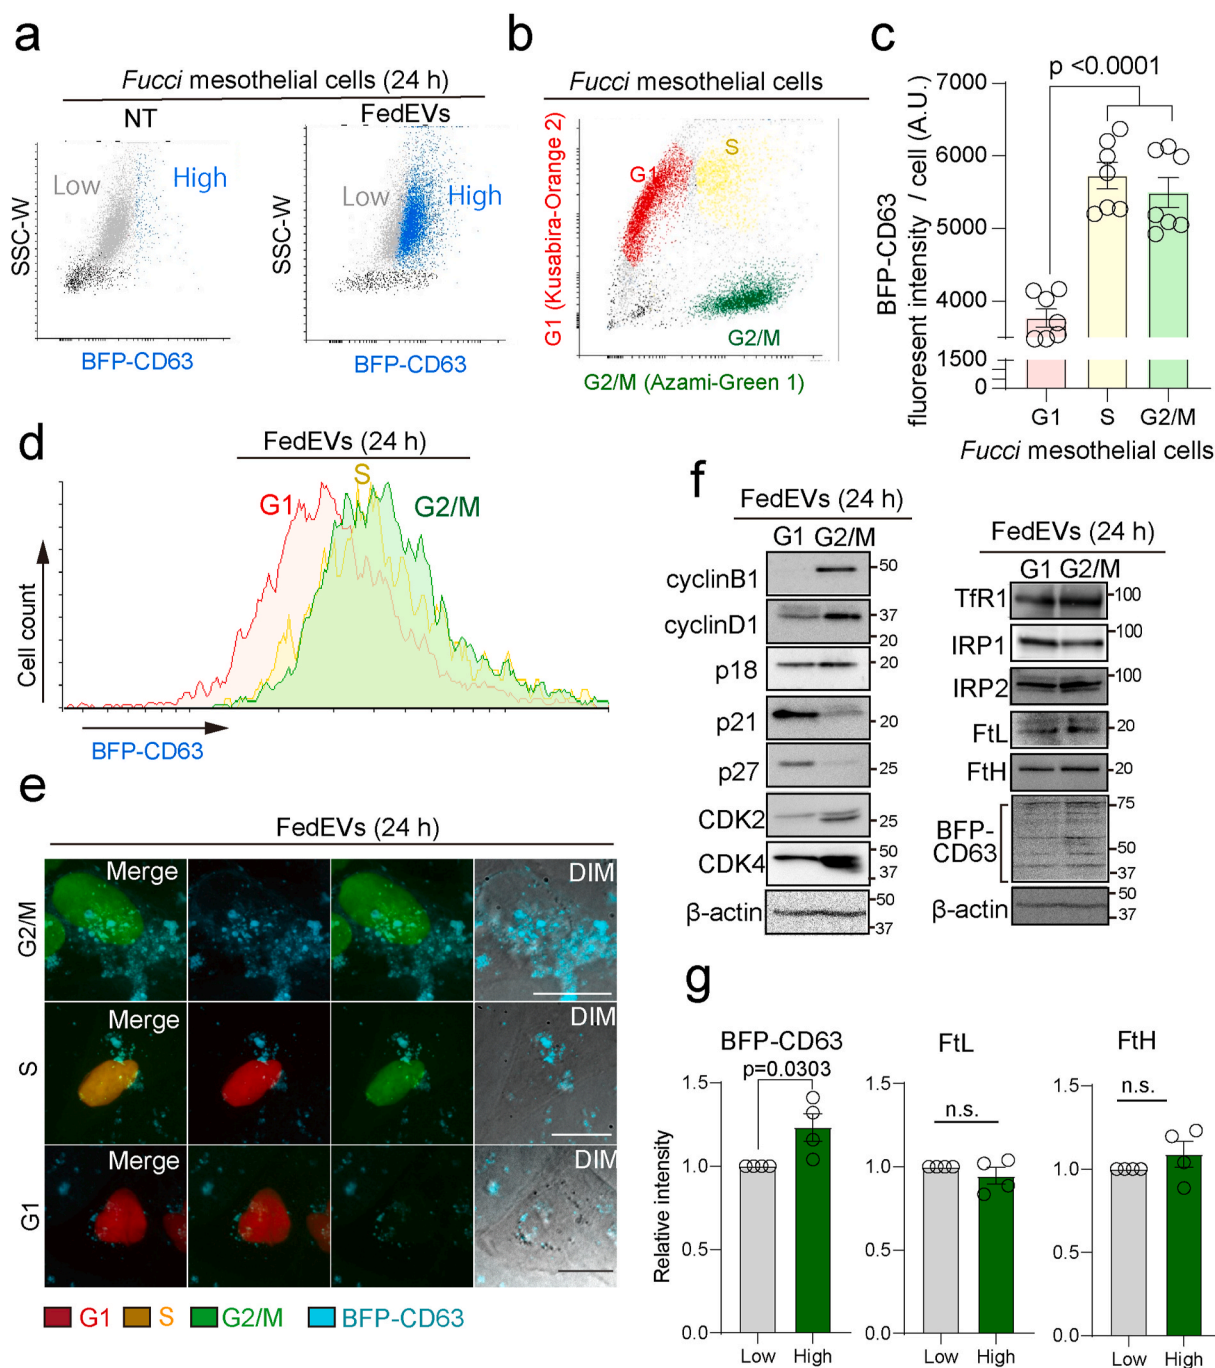 a
Fucci mesothelial cells (24 h)
NT
FedEVs
Low
High
Low
High
SSC-W
SSC-W
BFP-CD63
BFP-CD63
b
Fucci mesothelial cells
G1
S
G2/M
G1 (Kusabira-Orange 2)
G2/M (Azami-Green 1)
c
p <0.0001
BFP-CD63
fluorescent intensity / cell (A.U.)
7000
6000
5000
4000
1500
0
G1
S
G2/M
Fucci mesothelial cells
d
FedEVs (24 h)
G1
S
G2/M
Cell count
BFP-CD63
e
FedEVs (24 h)
G2/M
Merge
DIM
S
Merge
DIM
G1
Merge
DIM
G1
S
G2/M
BFP-CD63
f
FedEVs (24 h)
G1 G2/M
cyclinB1
50
cyclinD1
37
20
p18
20
p21
20
p27
25
CDK2
25
CDK4
50
37
β-actin
50
37
FedEVs (24 h)
G1 G2/M
TfR1
100
IRP1
100
IRP2
100
FtL
20
FtH
20
BFP-
CD63
75
50
37
β-actin
50
37
g
BFP-CD63
p=0.0303
Relative intensity
1.5
1.0
0.5
0.0
Low
High
FtL
n.s.
1.5
1.0
0.5
0.0
Low
High
FtH
n.s.
1.5
1.0
0.5
0.0
Low
High